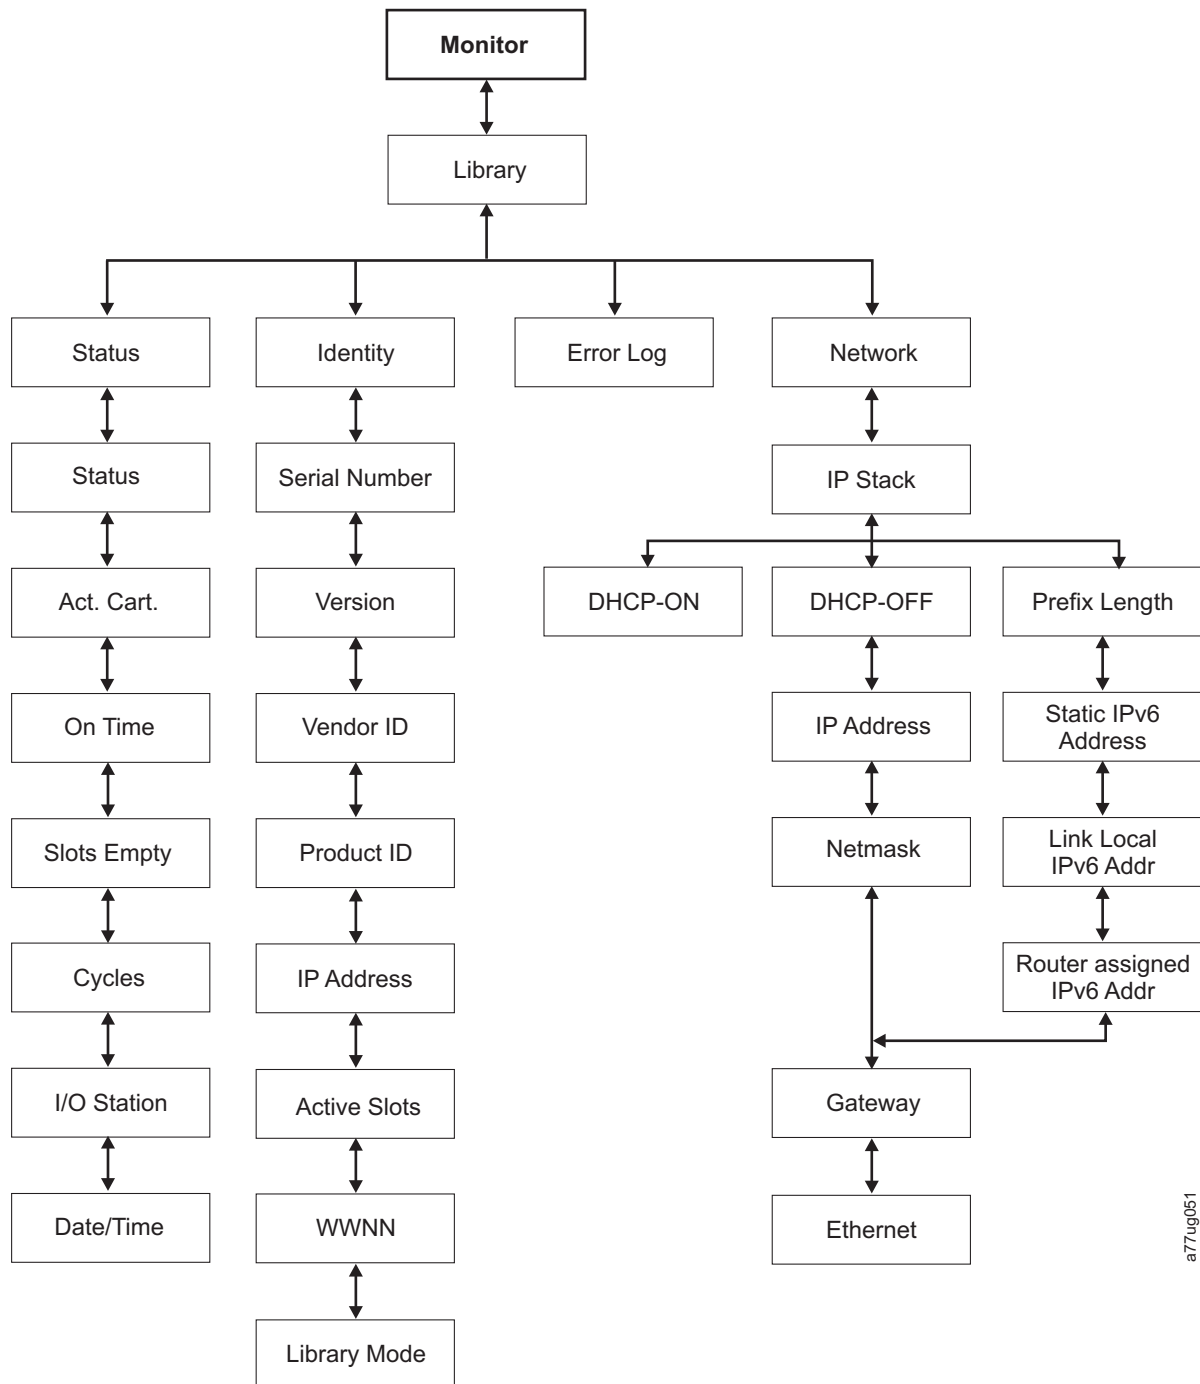 Monitor
Library
Status
Identity
Error Log
Network
Status
Serial Number
IP Stack
Act. Cart.
Version
DHCP-ON
DHCP-OFF
Prefix Length
On Time
Vendor ID
IP Address
Static IPv6
Address
Slots Empty
Product ID
Netmask
Link Local
IPv6 Addr
Cycles
IP Address
Router assigned
IPv6 Addr
I/O Station
Active Slots
Gateway
Date/Time
WWNN
Ethernet
Library Mode
a77ug051